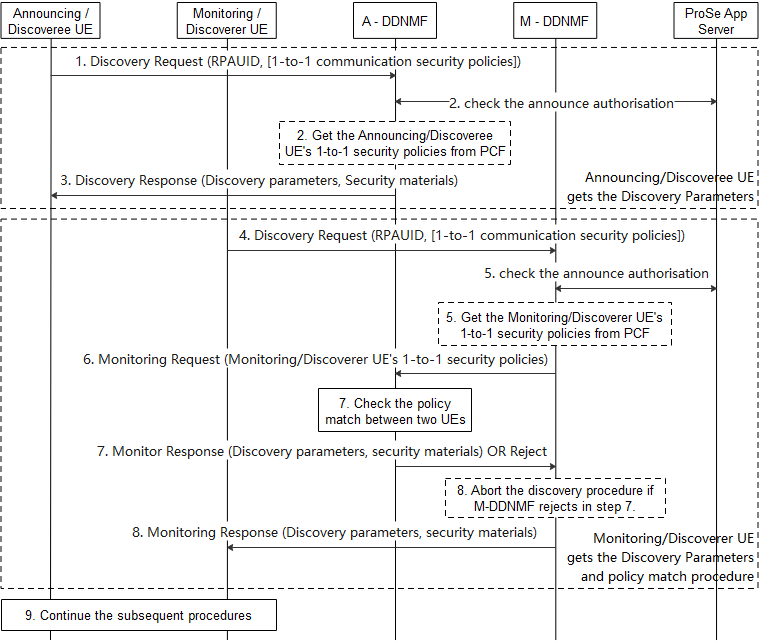 Announcing /
Discoveree UE
Monitoring /
Discoverer UE
A - DDNMF
M - DDNMF
ProSe App
Server
1. Discovery Request (RPAUID, [1-to-1 communication security policies])
2. check the announce authorisation
2. Get the Announcing/Discoveree
UE's 1-to-1 security policies from PCF
3. Discovery Response (Discovery parameters, Security materials)
Announcing/Discoveree UE
gets the Discovery Parameters
4. Discovery Request (RPAUID, [1-to-1 communication security policies])
5. check the announce authorisation
5. Get the Monitoring/Discoverer UE's
1-to-1 security policies from PCF
6. Monitoring Request (Monitoring/Discoverer UE's 1-to-1 security policies)
7. Check the policy
match between two UEs
7. Monitor Response (Discovery parameters, security materials) OR Reject
8. Abort the discovery procedure if
M-DDNMF rejects in step 7.
8. Monitoring Response (Discovery parameters, security materials)
Monitoring/Discoverer UE
gets the Discovery Parameters
and policy match procedure
9. Continue the subsequent procedures